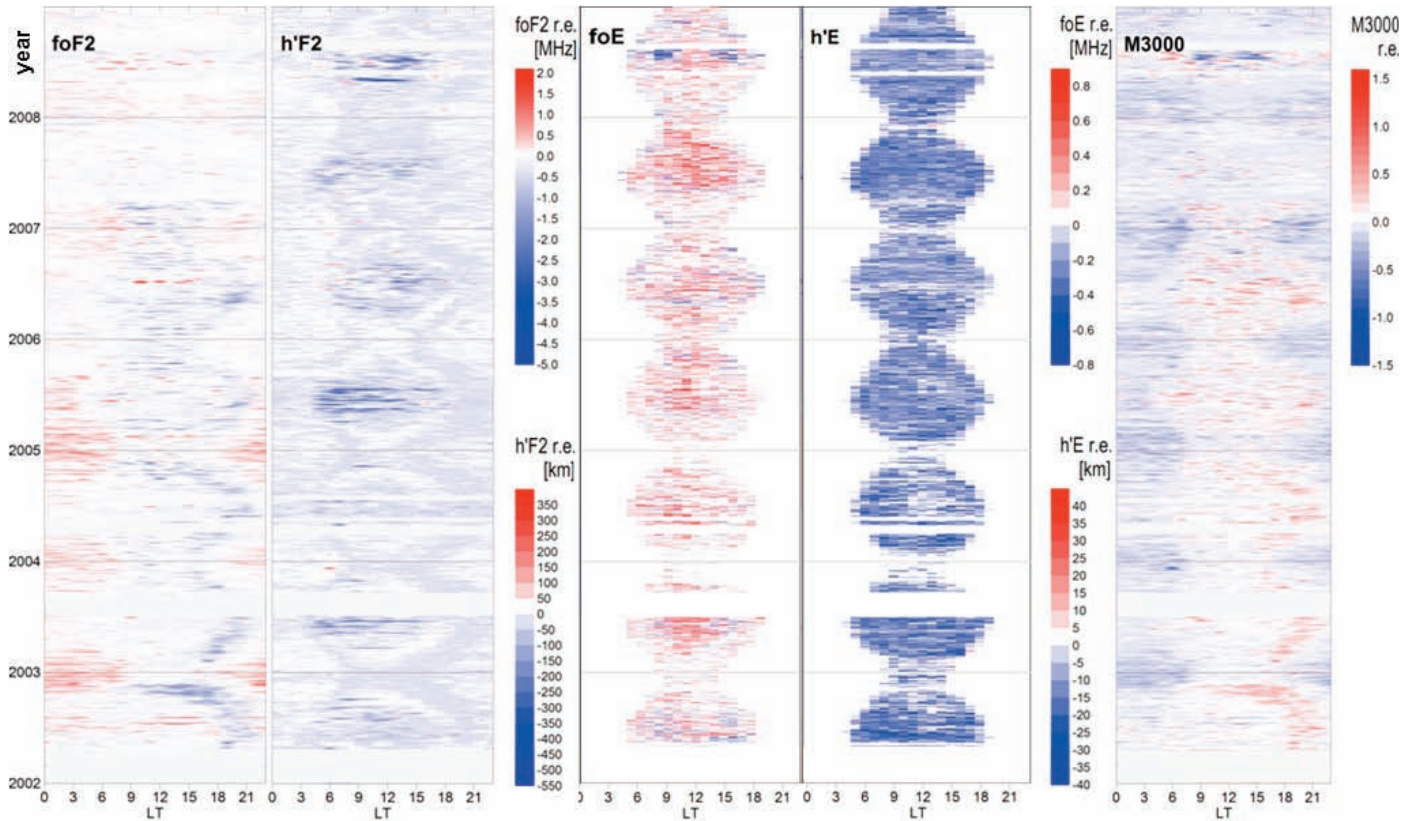 year
foF2
h'F2
foF2 r.e.
[MHz]
2.0
1.5
1.0
0.5
0.0
-0.5
-1.0
-1.5
-2.0
-2.5
-3.0
-3.5
-4.0
-4.5
-5.0
h'F2 r.e.
[km]
350
300
250
200
150
100
50
0
-50
-100
-150
-200
-250
-300
-350
-400
-450
-500
-550
foE
h'E
foE r.e.
[MHz]
0.8
0.6
0.4
0.2
0
-0.2
-0.4
-0.6
-0.8
h'E r.e.
[km]
40
35
30
25
20
15
10
5
0
-5
-10
-15
-20
-25
-30
-35
-40
M3000
M3000
r.e.
[MHz]
1.5
1.0
0.5
0.0
-0.5
-1.0
-1.5
2008
2007
2006
2005
2004
2003
2002
0 3 6 9 12 15 18 21
LT
0 3 6 9 12 15 18 21
LT
0 3 6 9 12 15 18 21
LT
0 3 6 9 12 15 18 21
LT
0 3 6 9 12 15 18 21
LT